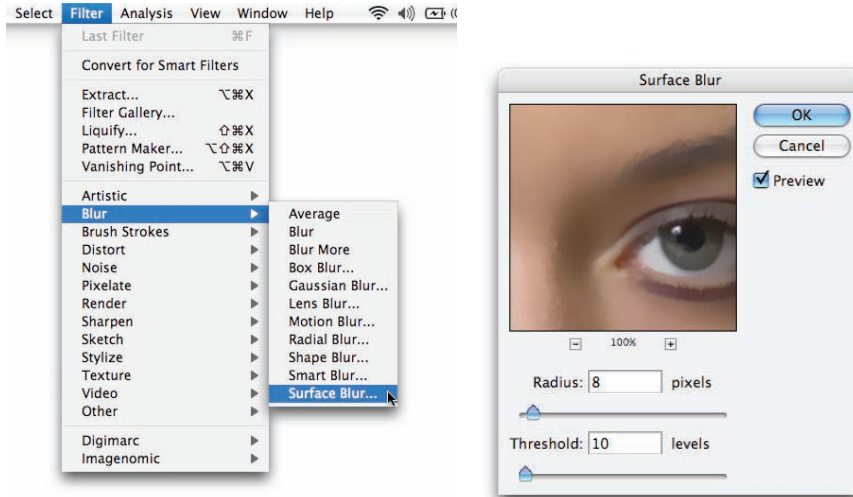 Select Filter Analysis View Window Help
Last Filter ⌘F
Convert for Smart Filters
Extract... ⌥⌘X
Filter Gallery...
Liquify... ⇧⌘X
Pattern Maker... ⌥⇧⌘X
Vanishing Point... ⌥⌘V
Artistic
Blur
Brush Strokes
Distort
Noise
Pixelate
Render
Sharpen
Sketch
Stylize
Texture
Video
Other
Digimarc
Imagenomic
Average
Blur
Blur More
Box Blur...
Gaussian Blur...
Lens Blur...
Motion Blur...
Radial Blur...
Shape Blur...
Smart Blur...
Surface Blur...
Surface Blur
OK
Cancel
Preview
100%
Radius: 8 pixels
Threshold: 10 levels